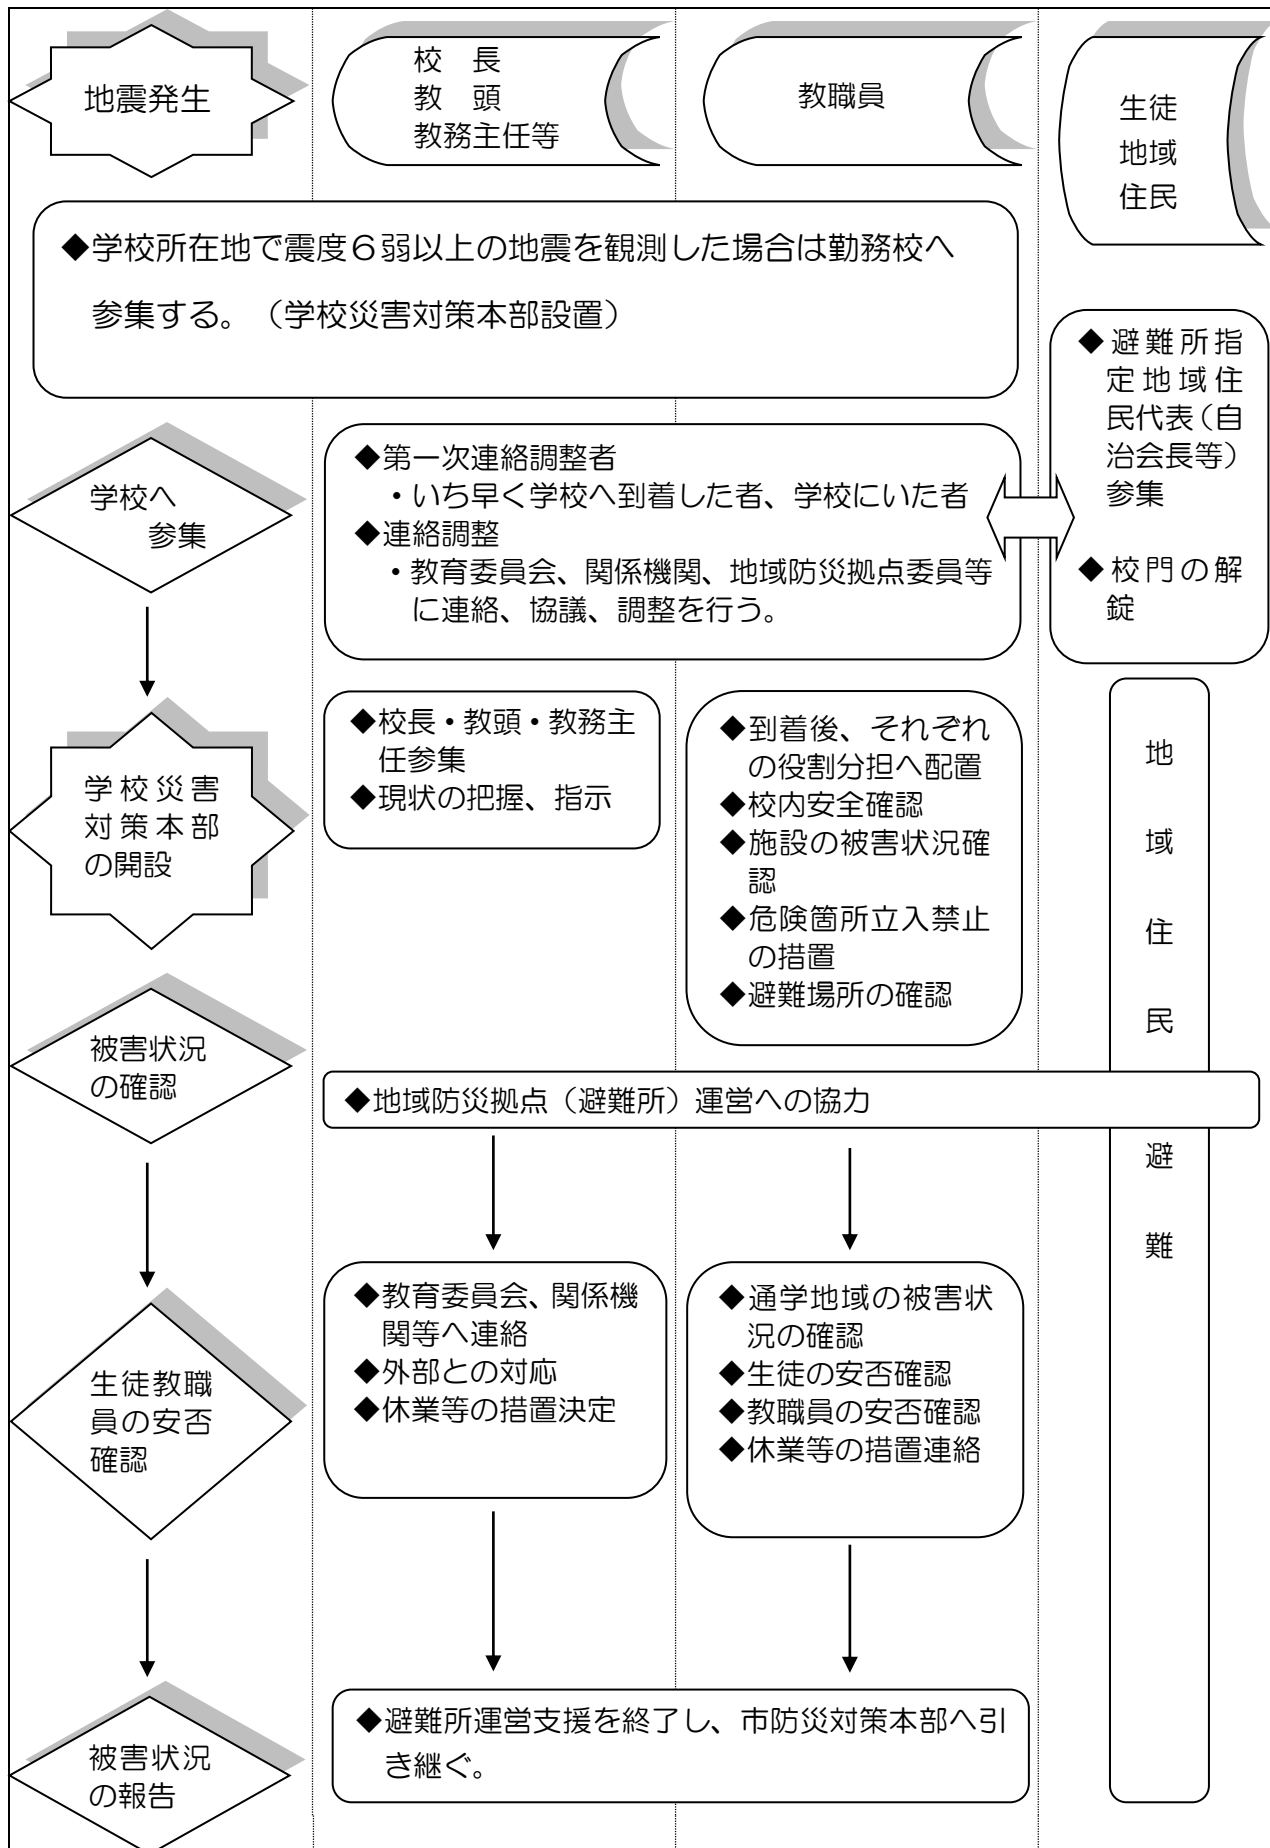 地震発生
校　長
教　頭
教務主任等
教職員
生徒
地域
住民
◆学校所在地で震度６弱以上の地震を観測した場合は勤務校へ
参集する。（学校災害対策本部設置）
◆避難所指
定地域住
民代表（自
治会長等）
参集
◆校門の解
錠
学校へ
参集
◆第一次連絡調整者
・いち早く学校へ到着した者、学校にいた者
◆連絡調整
・教育委員会、関係機関、地域防災拠点委員等
に連絡、協議、調整を行う。
学校災害
対策本部
の開設
◆校長・教頭・教務主
任参集
◆現状の把握、指示
◆到着後、それぞれ
の役割分担へ配置
◆校内安全確認
◆施設の被害状況確
認
◆危険箇所立入禁止
の措置
◆避難場所の確認
地域住民避難
被害状況
の確認
◆地域防災拠点（避難所）運営への協力
生徒教職
員の安否
確認
◆教育委員会、関係機
関等へ連絡
◆外部との対応
◆休業等の措置決定
◆通学地域の被害状
況の確認
◆生徒の安否確認
◆教職員の安否確認
◆休業等の措置連絡
被害状況
の報告
◆避難所運営支援を終了し、市防災対策本部へ引
き継ぐ。